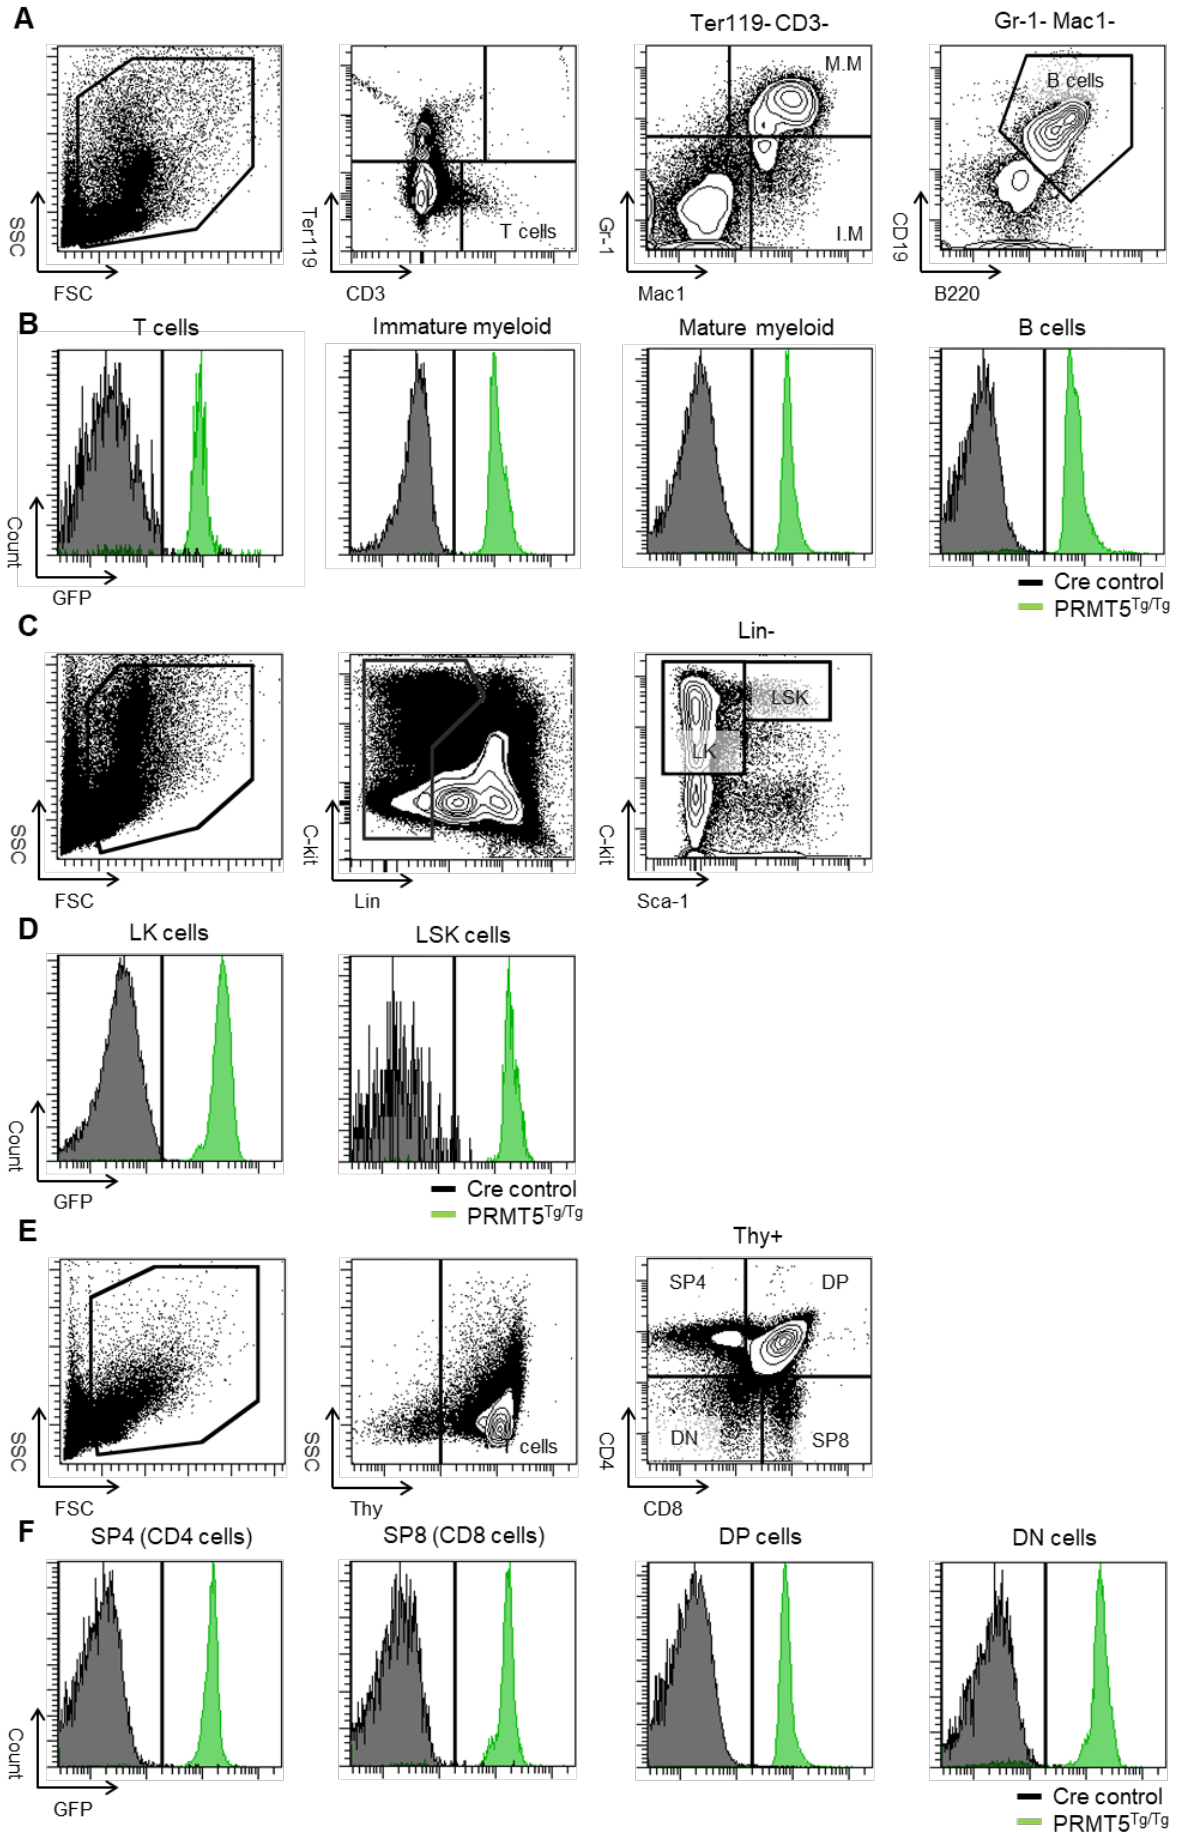 A
Ter119- CD3-
Gr-1- Mac1-
M.M
B cells
T cells
I.M
SSC
Ter119
Gr-1
CD19
FSC
CD3
Mac1
B220
B
T cells
Immature myeloid
Mature myeloid
B cells
Count
GFP
Cre control
PRMT5Tg/Tg
C
Lin-
LSK
LK
SSC
C-kit
C-kit
FSC
Lin
Sca-1
D
LK cells
LSK cells
Count
GFP
Cre control
PRMT5Tg/Tg
E
Thy+
SP4
DP
cells
DN
SP8
SSC
SSC
CD4
FSC
Thy
CD8
F
SP4 (CD4 cells)
SP8 (CD8 cells)
DP cells
DN cells
Count
GFP
Cre control
PRMT5Tg/Tg